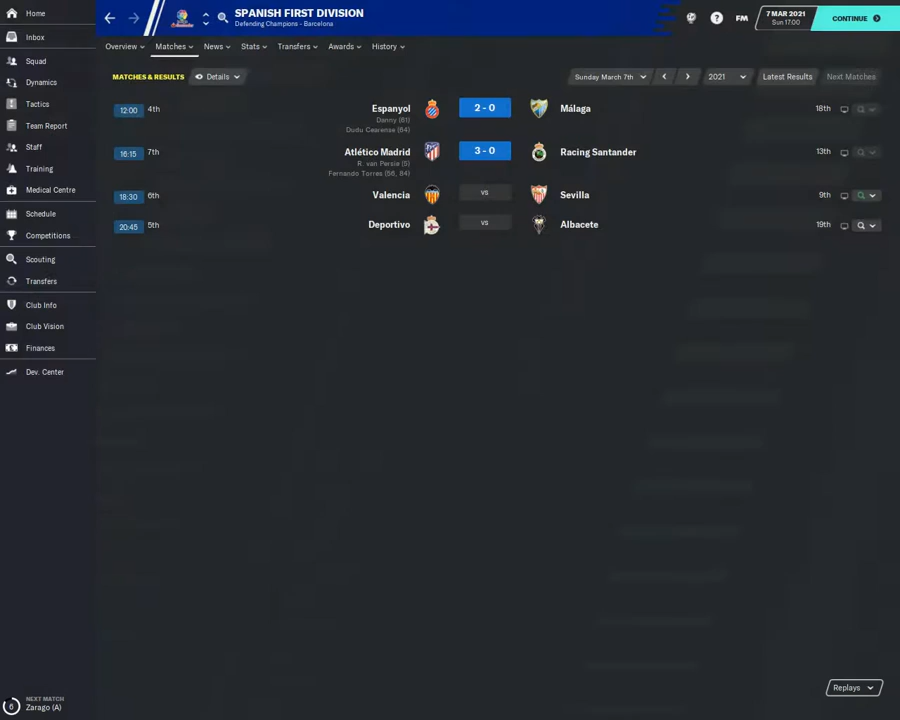 Home
Inbox
Squad
Dynamics
Tactics
Team Report
Staff
Training
Medical Centre
Schedule
Competitions
Scouting
Transfers
Club Info
Club Vision
Finances
Dev. Center
NEXT MATCH
6 Zarago (A)
SPANISH FIRST DIVISION
Defending Champions - Barcelona
? FM
7 MAR 2021
Sun 17:00
CONTINUE
Overview Matches News Stats Transfers Awards History
MATCHES & RESULTS Details Sunday March 7th 2021 Latest Results Next Matches
12:00 4th Espanyol 2 - 0 Málaga 18th
Danny (61)
Dudu Cearense (64)
16:15 7th Atlético Madrid 3 - 0 Racing Santander 13th
R. van Persie (5)
Fernando Torres (56, 84)
18:30 6th Valencia vs Sevilla 9th
20:45 5th Deportivo vs Albacete 19th
Replays